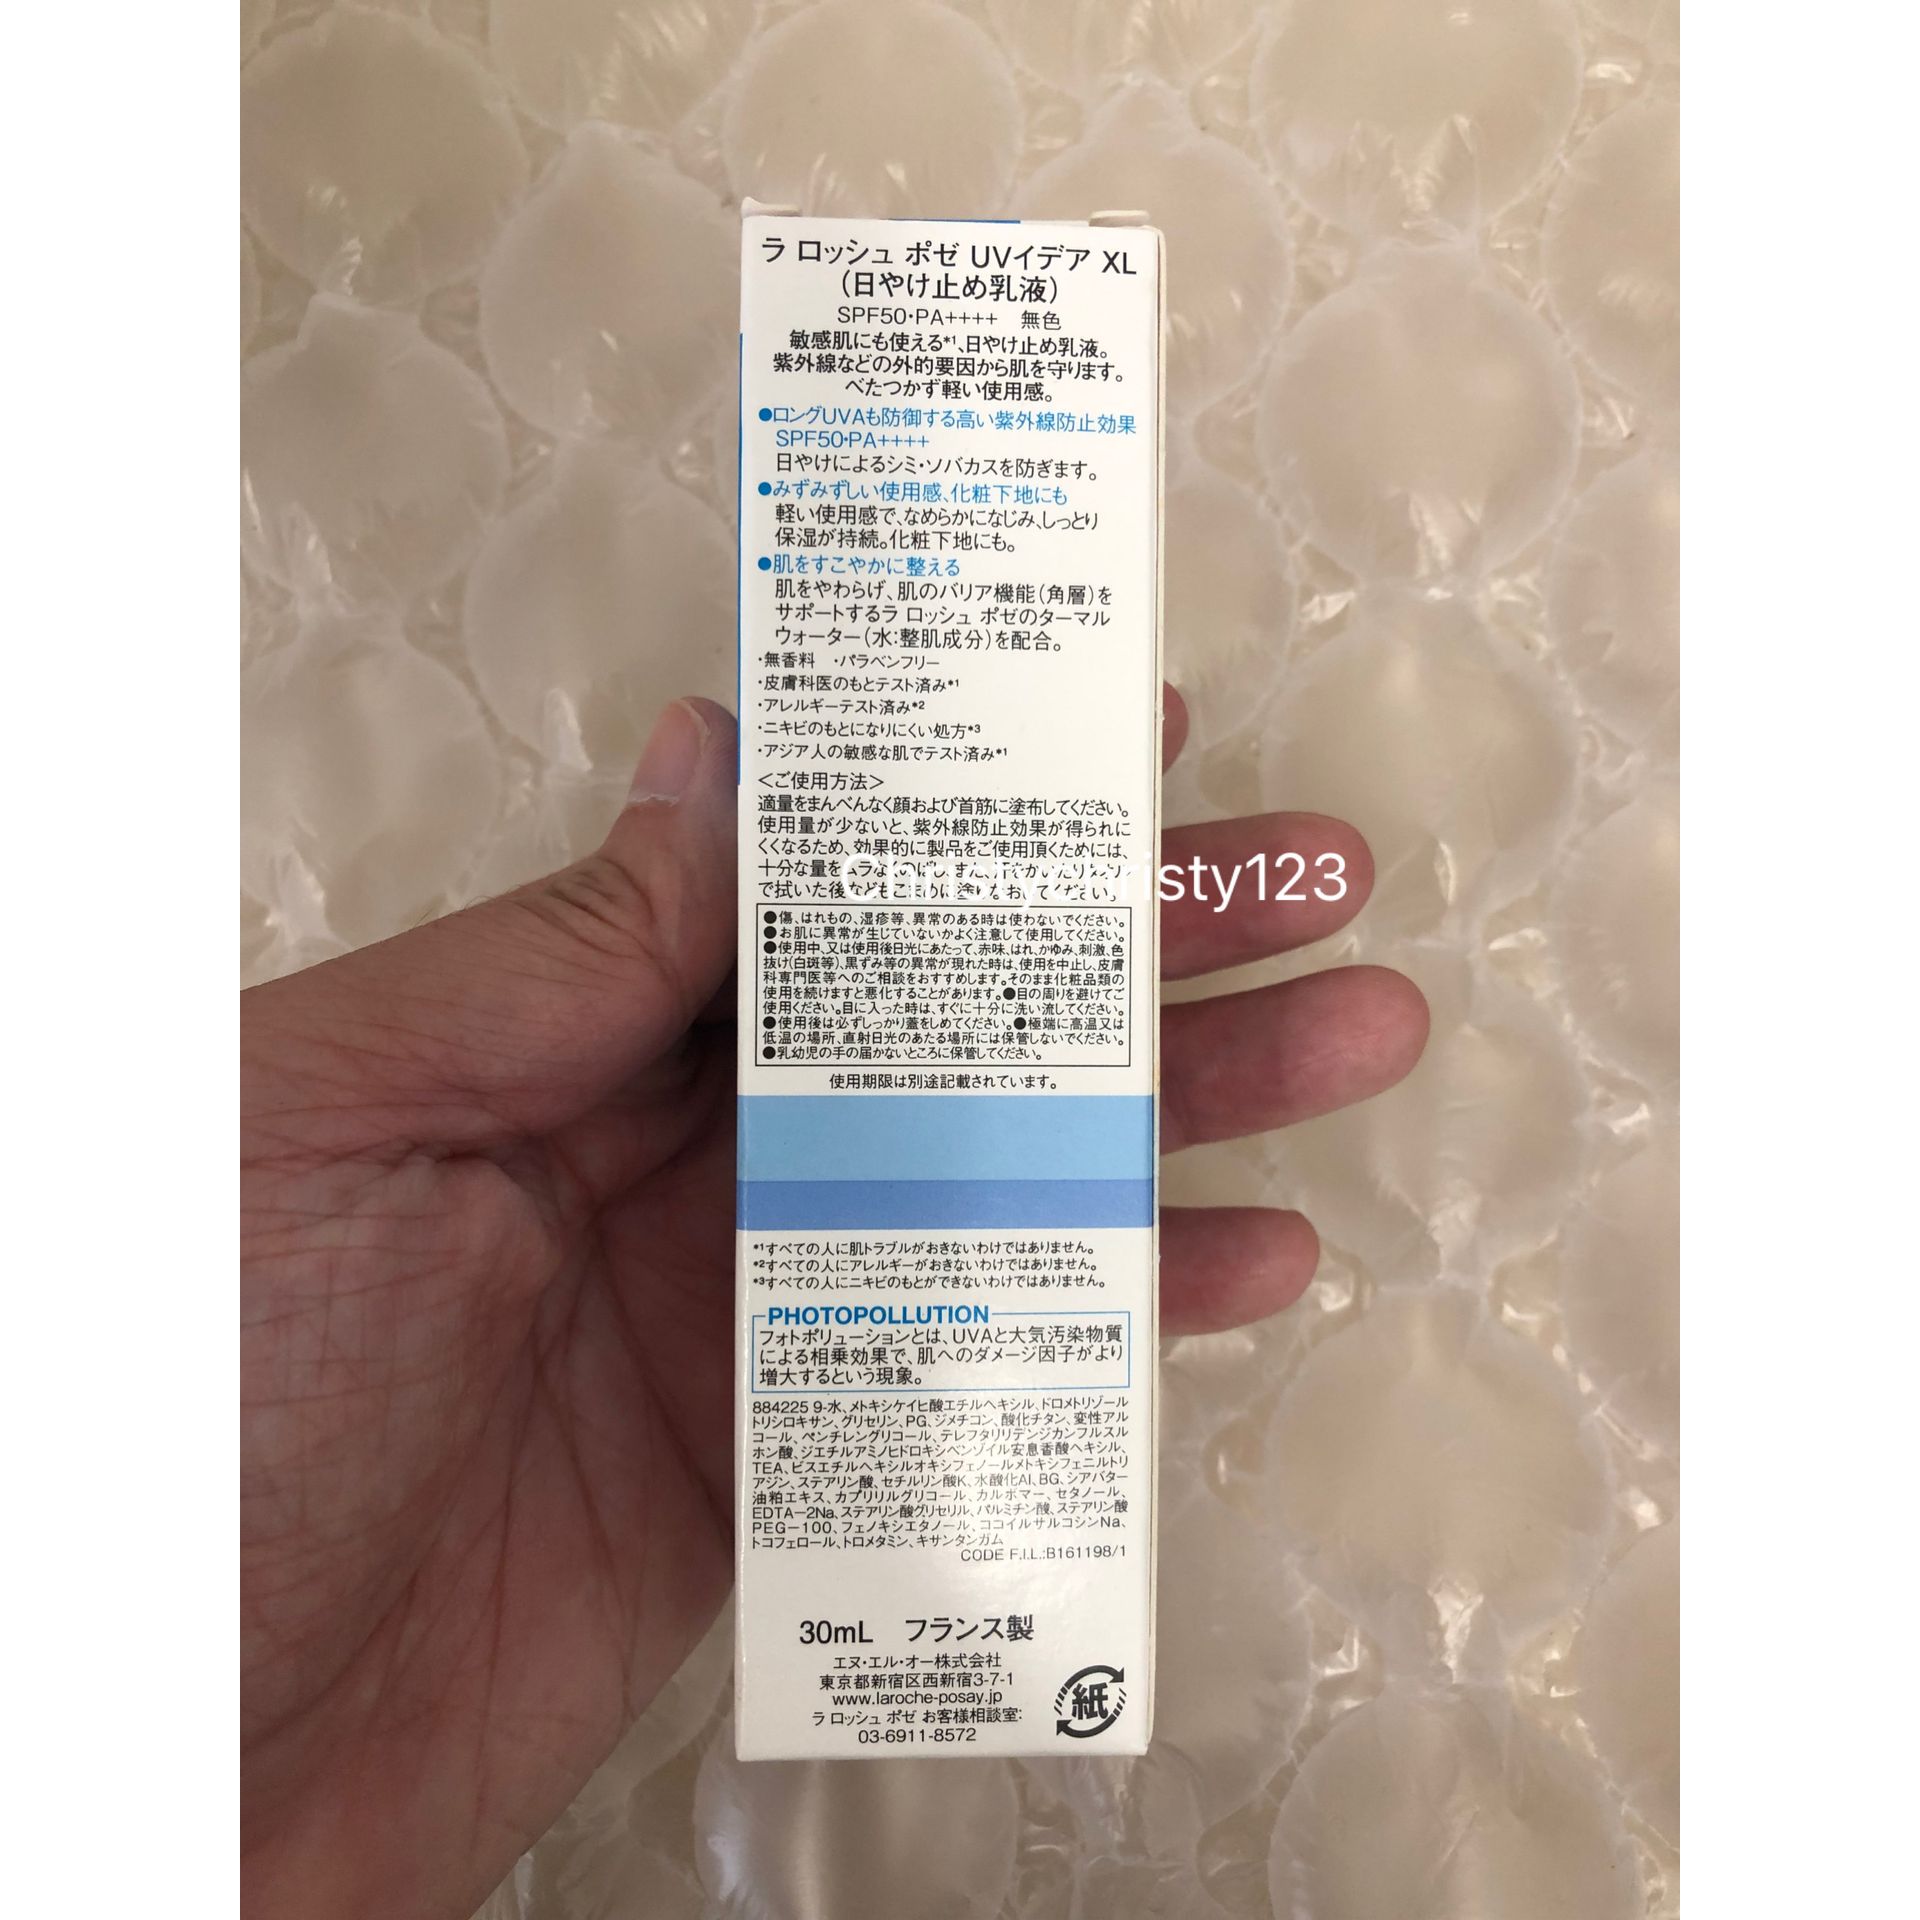 ラ ロッシュ ポゼ UVイデア XL
(日やけ止め乳液)
SPF50・PA++++ 無色
敏感肌にも使える*1、日やけ止め乳液。
紫外線などの外的要因から肌を守ります。
べたつかず軽い使用感。
●ロングUVAも防御する高い紫外線防止効果
SPF50・PA++++
日やけによるシミ・ソバカスを防ぎます。
●みずみずしい使用感、化粧下地にも
軽い使用感で、なめらかになじみ、しっとり
保湿が持続。化粧下地にも。
●肌をすこやかに整える
肌をやわらげ、肌のバリア機能(角層)を
サポートするラ ロッシュ ポゼのターマル
ウォーター(水:整肌成分)を配合。
・無香料 ・パラベンフリー
・皮膚科医のもとテスト済み*1
・アレルギーテスト済み*2
・ニキビのもとになりにくい処方*3
・アジア人の敏感な肌でテスト済み*1
<ご使用方法>
適量をまんべんなく顔および首筋に塗布してください。
使用量が少ないと、紫外線防止効果が得られに
くくなるため、効果的に製品をご使用頂くためには、
十分な量をムラなくのばし、また、汗をかいたりタオル
で拭いた後などもこまめに塗りなおしてください。
Christychristy123
●傷、はれもの、湿疹等、異常のある時は使わないでください。
●お肌に異常が生じていないかよく注意して使用してください。
●使用中、又は使用後日光にあたって、赤味、はれ、かゆみ、刺激、色
抜け(白斑等)、黒ずみ等の異常が現れた時は、使用を中止し、皮膚
科専門医等へのご相談をおすすめします。そのまま化粧品類の
使用を続けますと悪化することがあります。●目の周りを避けてご
使用ください。目に入った時は、すぐに十分に洗い流してください。
●使用後は必ずしっかり蓋をしめてください。●極端に高温又は
低温の場所、直射日光のあたる場所には保管しないでください。
●乳幼児の手の届かないところに保管してください。
使用期限は別途記載されています。
*1すべての人に肌トラブルがおきないわけではありません。
*2すべての人にアレルギーがおきないわけではありません。
*3すべての人にニキビのもとができないわけではありません。
PHOTOPOLLUTION
フォトポリューションとは、UVAと大気汚染物質
による相乗効果で、肌へのダメージ因子がより
増大するという現象。
884225 9-水、メトキシケイヒ酸エチルヘキシル、ドロメトリゾール
トリシロキサン、グリセリン、PG、ジメチコン、酸化チタン、変性アル
コール、ペンチレングリコール、テレフタリリデンジカンフルスル
ホン酸、ジエチルアミノヒドロキシベンゾイル安息香酸ヘキシル、
TEA、ビスエチルヘキシルオキシフェノールメトキシフェニルトリ
アジン、ステアリン酸、セチルリン酸K、水酸化Al、BG、シアバター
油粕エキス、カプリリルグリコール、カルボマー、セタノール、
EDTA-2Na、ステアリン酸グリセリル、パルミチン酸、ステアリン酸
PEG-100、フェノキシエタノール、ココイルサルコシンNa、
トコフェロール、トロメタミン、キサンタンガム
CODE F.I.L.:B161198/1
30mL フランス製
エヌ・エル・オー株式会社
東京都新宿区西新宿3-7-1
www.laroche-posay.jp
ラ ロッシュ ポゼ お客様相談室:
03-6911-8572
紙